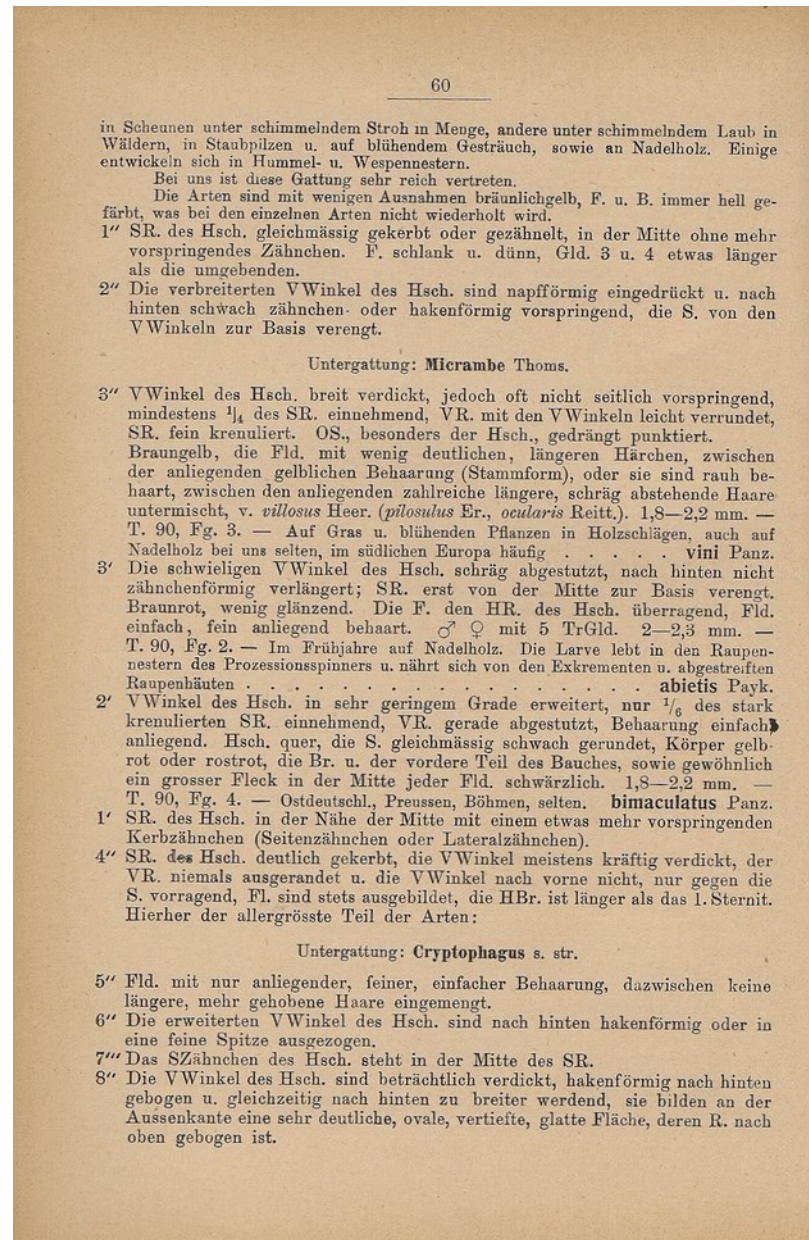 60
in Scheunen unter schimmelndem Stroh in Menge, andere unter schimmelndem Laub in
Wäldern, in Staubpilzen u. auf blühendem Gesträuch, sowie an Nadelholz. Einige
entwickeln sich in Hummel- u. Wespennestern.
Bei uns ist diese Gattung sehr reich vertreten.
Die Arten sind mit wenigen Ausnahmen bräunlichgelb, F. u. B. immer hell ge-
färbt, was bei den einzelnen Arten nicht wiederholt wird.
1″ SR. des Hsch. gleichmässig gekerbt oder gezähnelt, in der Mitte ohne mehr
vorspringendes Zähnchen. F. schlank u. dünn, Gld. 3 u. 4 etwas länger
als die umgebenden.
2″ Die verbreiterten VWinkel des Hsch. sind napfförmig eingedrückt u. nach
hinten schwach zähnchen- oder hakenförmig vorspringend, die S. von den
VWinkeln zur Basis verengt.
Untergattung: Micrambe Thoms.
3″ VWinkel des Hsch. breit verdickt, jedoch oft nicht seitlich vorspringend,
mindestens ¼ des SR. einnehmend, VR. mit den VWinkeln leicht verrundet,
SR. fein krenuliert. OS., besonders der Hsch., gedrängt punktiert.
Braungelb, die Fld. mit wenig deutlichen, längeren Härchen, zwischen
der anliegenden gelblichen Behaarung (Stammform), oder sie sind rauh be-
haart, zwischen den anliegenden zahlreiche längere, schräg abstehende Haare
untermischt, v. villosus Heer. (pilosulus Er., ocularis Reitt.). 1,8—2,2 mm. —
T. 90, Fg. 3. — Auf Gras u. blühenden Pflanzen in Holzschlägen, auch auf
Nadelholz bei uns selten, im südlichen Europa häufig . . . . . vini Panz.
3′ Die schwieligen VWinkel des Hsch. schräg abgestutzt, nach hinten nicht
zähnchenförmig verlängert; SR. erst von der Mitte zur Basis verengt.
Braunrot, wenig glänzend. Die F. den HR. des Hsch. überragend, Fld.
einfach, fein anliegend behaart. ♂ ♀ mit 5 TrGld. 2—2,3 mm. —
T. 90, Fg. 2. — Im Frühjahre auf Nadelholz. Die Larve lebt in den Raupen-
nestern des Prozessionsspinners u. nährt sich von den Exkrementen u. abgestreiften
Raupenhäuten . . . . . . . . . . . . . . . . . abietis Payk.
2′ VWinkel des Hsch. in sehr geringem Grade erweitert, nur 1/6 des stark
krenulierten SR. einnehmend, VR. gerade abgestutzt, Behaarung einfach,
anliegend. Hsch. quer, die S. gleichmässig schwach gerundet, Körper gelb-
rot oder rostrot, die Br. u. der vordere Teil des Bauches, sowie gewöhnlich
ein grosser Fleck in der Mitte jeder Fld. schwärzlich. 1,8—2,2 mm. —
T. 90, Fg. 4. — Ostdeutschl., Preussen, Böhmen, selten. bimaculatus Panz.
1′ SR. des Hsch. in der Nähe der Mitte mit einem etwas mehr vorspringenden
Kerbzähnchen (Seitenzähnchen oder Lateralzähnchen).
4″ SR. des Hsch. deutlich gekerbt, die VWinkel meistens kräftig verdickt, der
VR. niemals ausgerandet u. die VWinkel nach vorne nicht, nur gegen die
S. vorragend, Fl. sind stets ausgebildet, die HBr. ist länger als das 1. Sternit.
Hierher der allergrösste Teil der Arten:
Untergattung: Cryptophagus s. str.
5″ Fld. mit nur anliegender, feiner, einfacher Behaarung, dazwischen keine
längere, mehr gehobene Haare eingemengt.
6″ Die erweiterten VWinkel des Hsch. sind nach hinten hakenförmig oder in
eine feine Spitze ausgezogen.
7‴ Das SZähnchen des Hsch. steht in der Mitte des SR.
8″ Die VWinkel des Hsch. sind beträchtlich verdickt, hakenförmig nach hinten
gebogen u. gleichzeitig nach hinten zu breiter werdend, sie bilden an der
Aussenkante eine sehr deutliche, ovale, vertiefte, glatte Fläche, deren R. nach
oben gebogen ist.